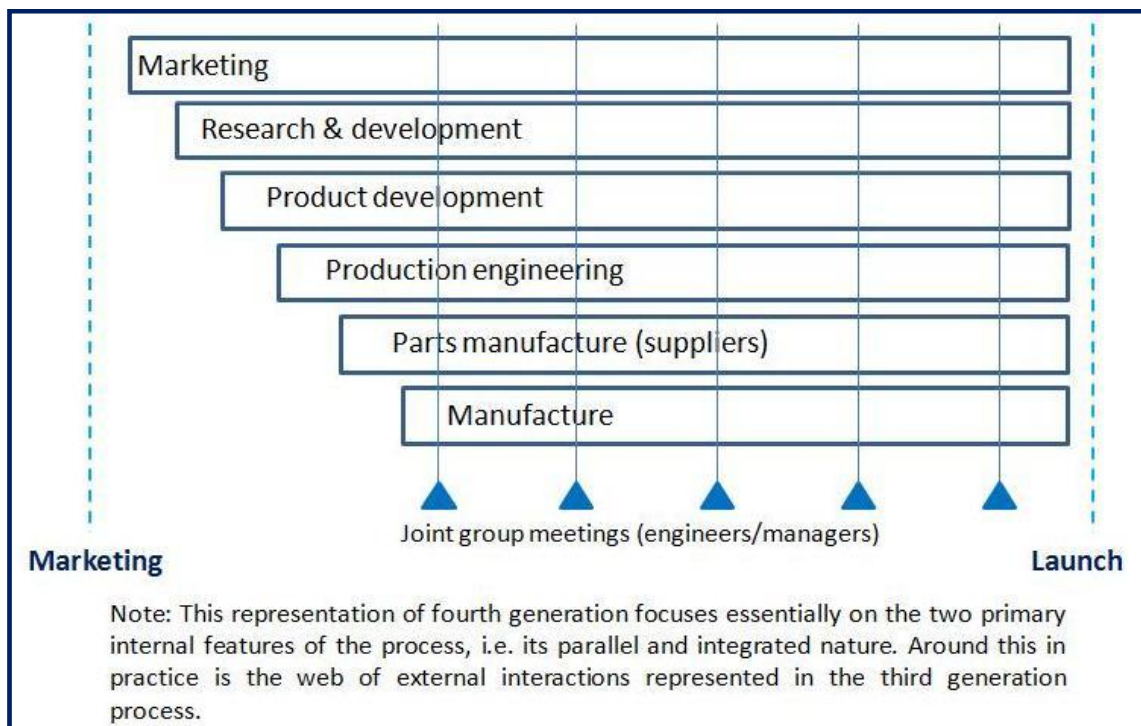 Marketing
Research & development
Product development
Production engineering
Parts manufacture (suppliers)
Manufacture
Joint group meetings (engineers/managers)
Marketing
Launch
Note: This representation of fourth generation focuses essentially on the two primary
internal features of the process, i.e. its parallel and integrated nature. Around this in
practice is the web of external interactions represented in the third generation
process.